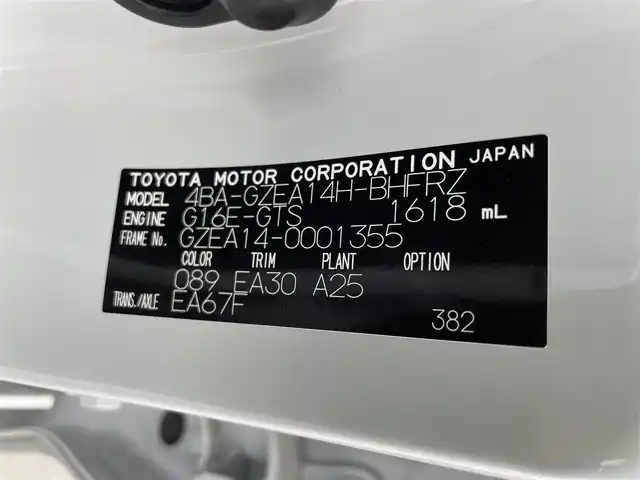 TOYOTA MOTOR CORPORATION JAPAN
MODEL 4BA-GZEA14H-BHFRZ
ENGINE G16E-GTS 1618 mL
FRAME No. GZEA14-0001355
COLOR TRIM PLANT OPTION
089 EA30 A25
TRANS./AXLE EA67F
382